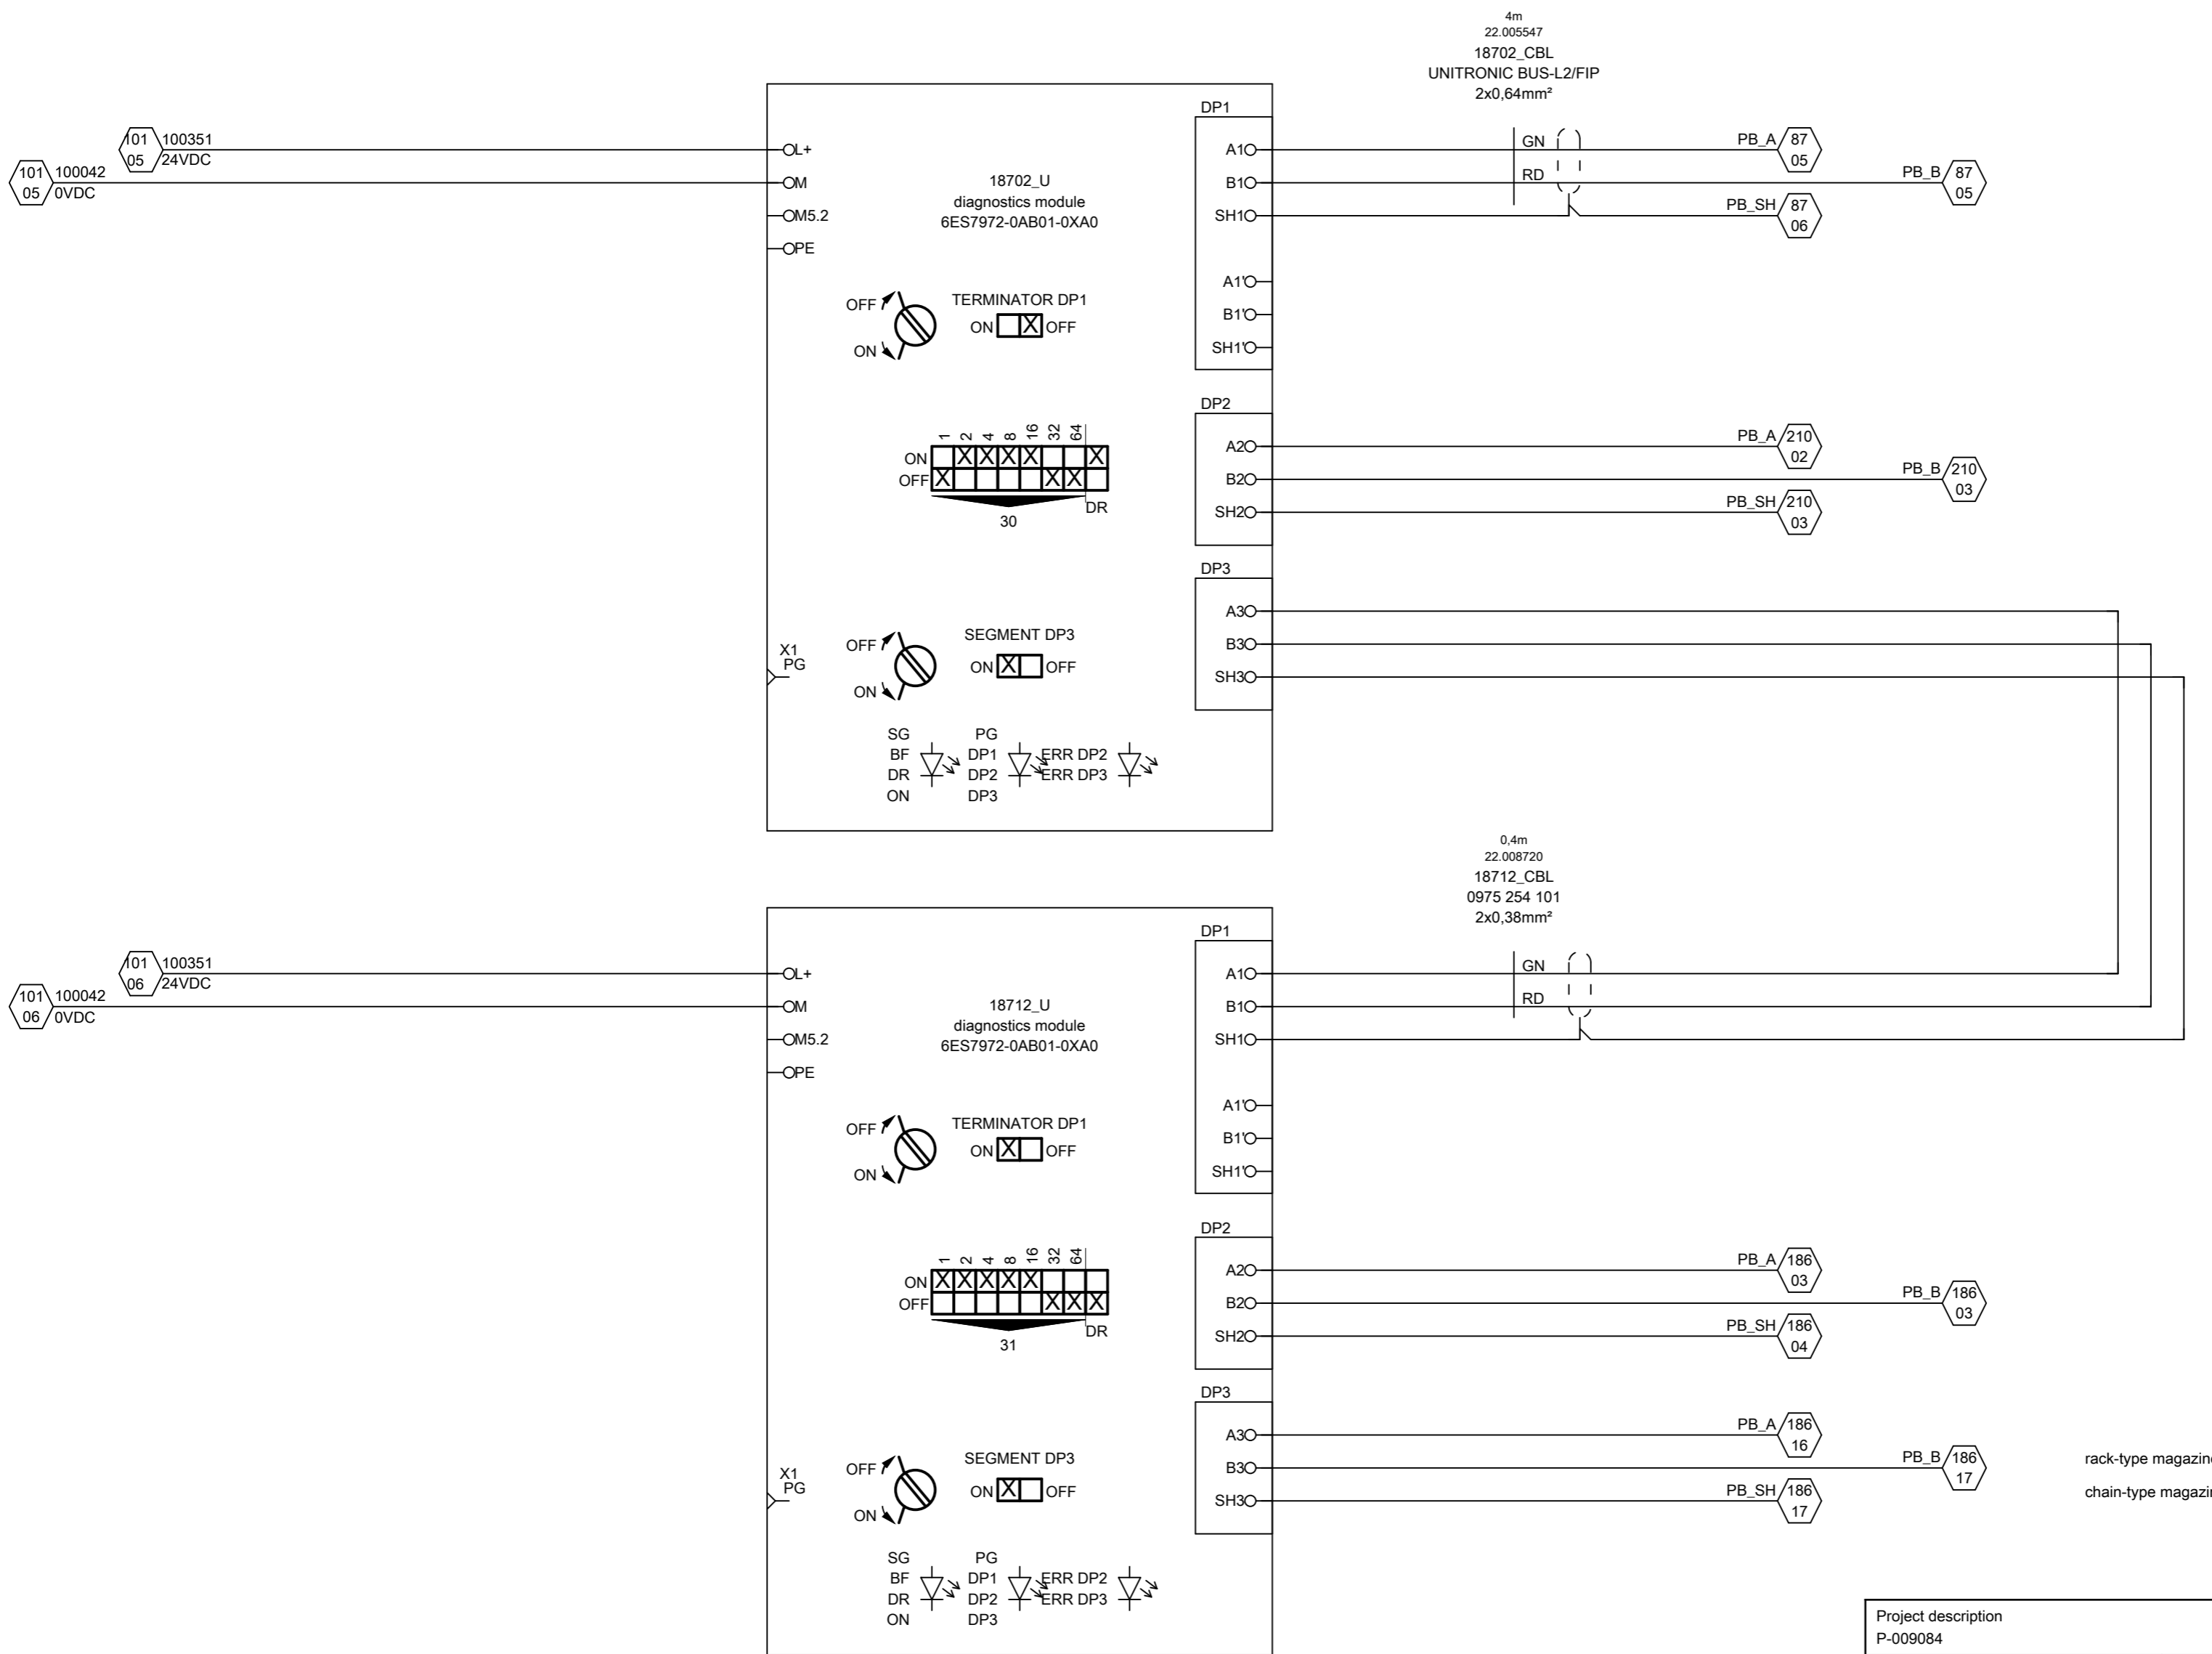 4m
22.005547
18702_CBL
UNITRONIC BUS-L2/FIP
2x0,64mm²
DP1
101 100351
05 24VDC
L+
A1
GN
PB_A 87
05
101 100042
05 0VDC
M
18702_U
B1
RD
PB_B 87
05
diagnostics module
M5.2
6ES7972-0AB01-0XA0
SH1
PB_SH 87
06
PE
A1'
OFF
TERMINATOR DP1
B1'
ON X OFF
ON
SH1'
DP2
1 2 4 8 16 32 64
A2
PB_A 210
02
ON X X X X X
OFF X X X
B2
PB_B 210
03
DR
SH2
PB_SH 210
03
30
DP3
A3
OFF
SEGMENT DP3
B3
X1
PG
ON X OFF
SH3
ON
SG PG
BF DP1 ERR DP2
DR DP2 ERR DP3
ON DP3
0,4m
22.008720
18712_CBL
0975 254 101
2x0,38mm²
DP1
101 100351
06 24VDC
L+
A1
GN
101 100042
06 0VDC
M
18712_U
B1
RD
diagnostics module
M5.2
6ES7972-0AB01-0XA0
SH1
PE
A1'
OFF
TERMINATOR DP1
B1'
ON X OFF
ON
SH1'
DP2
1 2 4 8 16 32 64
A2
PB_A 186
03
ON X X X X X
OFF X X X
B2
PB_B 186
03
DR
SH2
PB_SH 186
04
31
DP3
A3
PB_A 186
16
OFF
SEGMENT DP3
B3
PB_B 186
17
rack-type
X1
PG
ON X OFF
SH3
PB_SH 186
17
chain-type
ON
SG PG
BF DP1 ERR DP2
DR DP2 ERR DP3
ON DP3
Project description
P-009084